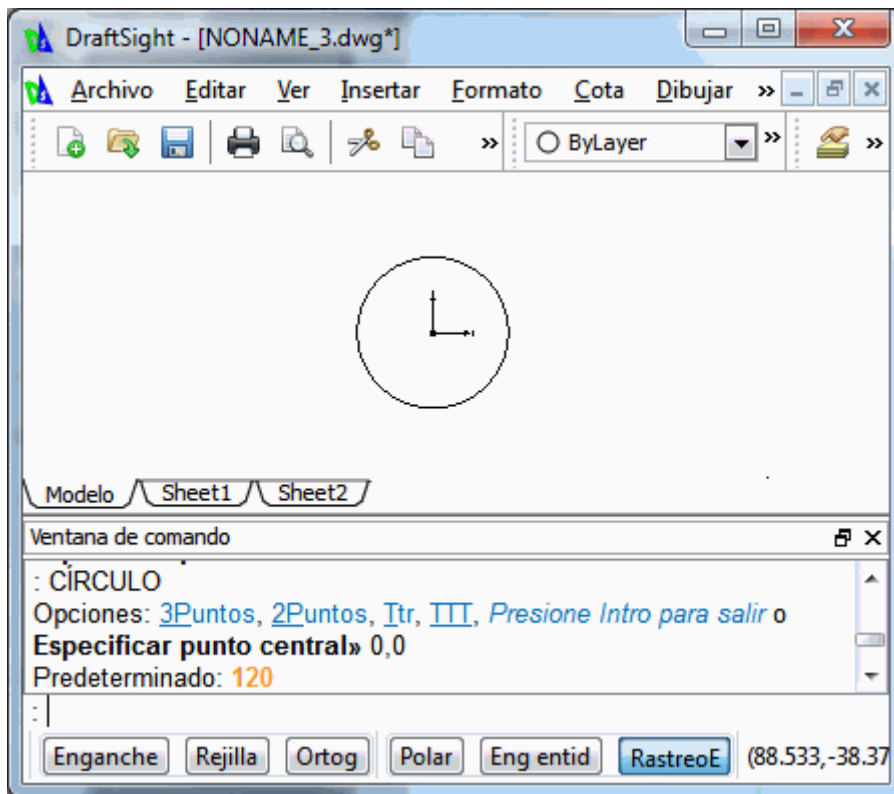 DraftSight - [NONAME_3.dwg*]
Archivo Editar Ver Insertar Formato Cota Dibujar »
» ByLayer » »
Modelo Sheet1 Sheet2
Ventana de comando
: CÍRCULO
Opciones: 3Puntos, 2Puntos, Ttr, TTT, Presione Intro para salir o
Especificar punto central» 0,0
Predeterminado: 120
:
Enganche Rejilla Ortog Polar Eng entid RastreoE (88.533,-38.37